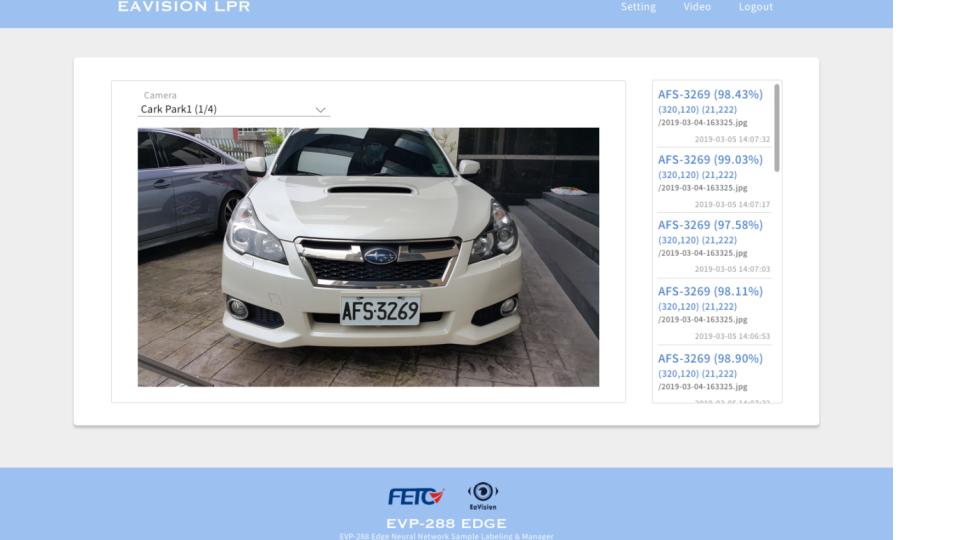 EAVISION LPR
Setting Video Logout
Camera
Cark Park1 (1/4)
AFS-3269
AFS-3269 (98.43%)
(320,120) (21,222)
/2019-03-04-163325.jpg
2019-03-05 14:07:32
AFS-3269 (99.03%)
(320,120) (21,222)
/2019-03-04-163325.jpg
2019-03-05 14:07:17
AFS-3269 (97.58%)
(320,120) (21,222)
/2019-03-04-163325.jpg
2019-03-05 14:07:03
AFS-3269 (98.11%)
(320,120) (21,222)
/2019-03-04-163325.jpg
2019-03-05 14:06:53
AFS-3269 (98.90%)
(320,120) (21,222)
/2019-03-04-163325.jpg
FETC
EaVision
EVP-288 EDGE
EVP-288 Edge Neural Network Sample Labeling & Manager